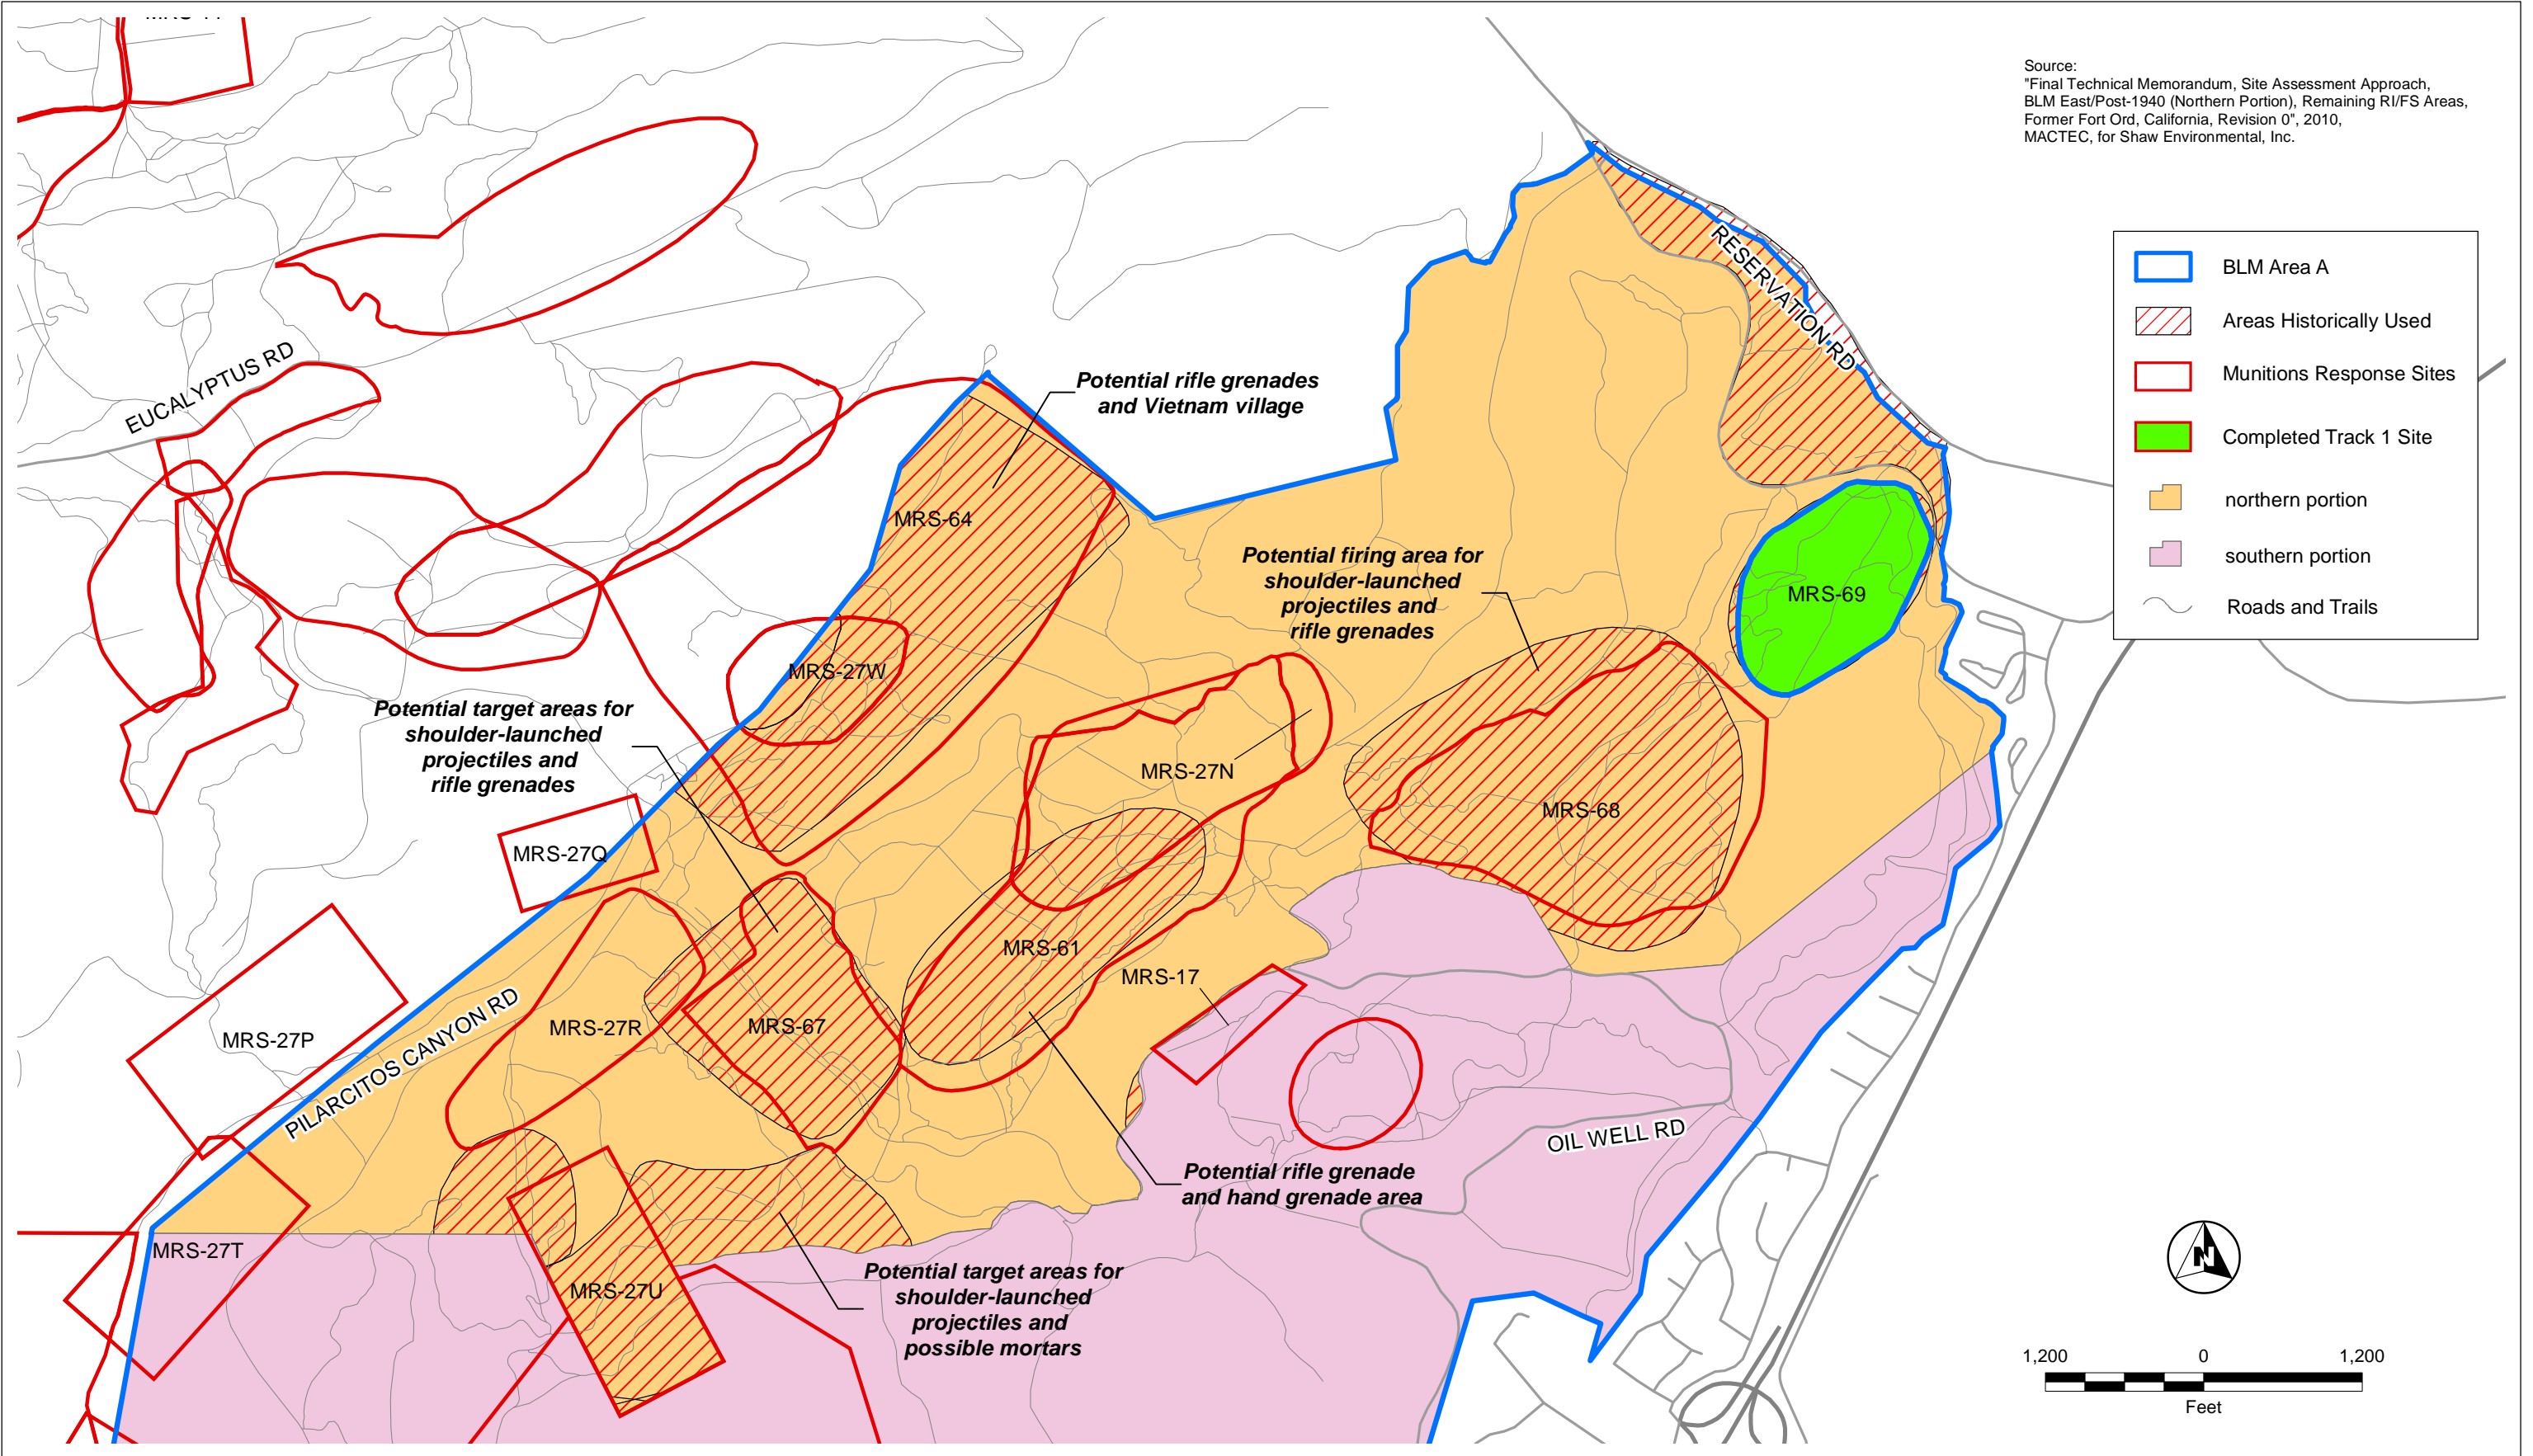 Source:
"Final Technical Memorandum, Site Assessment Approach,
BLM East/Post-1940 (Northern Portion), Remaining RI/FS Areas,
Former Fort Ord, California, Revision 0", 2010,
MACTEC, for Shaw Environmental, Inc.
BLM Area A
Areas Historically Used
Munitions Response Sites
Completed Track 1 Site
northern portion
southern portion
Roads and Trails
RESERVATION RD
EUCALYPTUS RD
Potential rifle grenades
and Vietnam village
MRS-64
Potential firing area for
shoulder-launched
projectiles and
rifle grenades
MRS-69
MRS-27W
Potential target areas for
shoulder-launched
projectiles and
rifle grenades
MRS-27N
MRS-68
MRS-27Q
MRS-61
MRS-17
MRS-27R
MRS-67
MRS-27P
PILARCITOS CANYON RD
OIL WELL RD
Potential rifle grenade
and hand grenade area
MRS-27T
MRS-27U
Potential target areas for
shoulder-launched
projectiles and
possible mortars
N
1,200 0 1,200
Feet